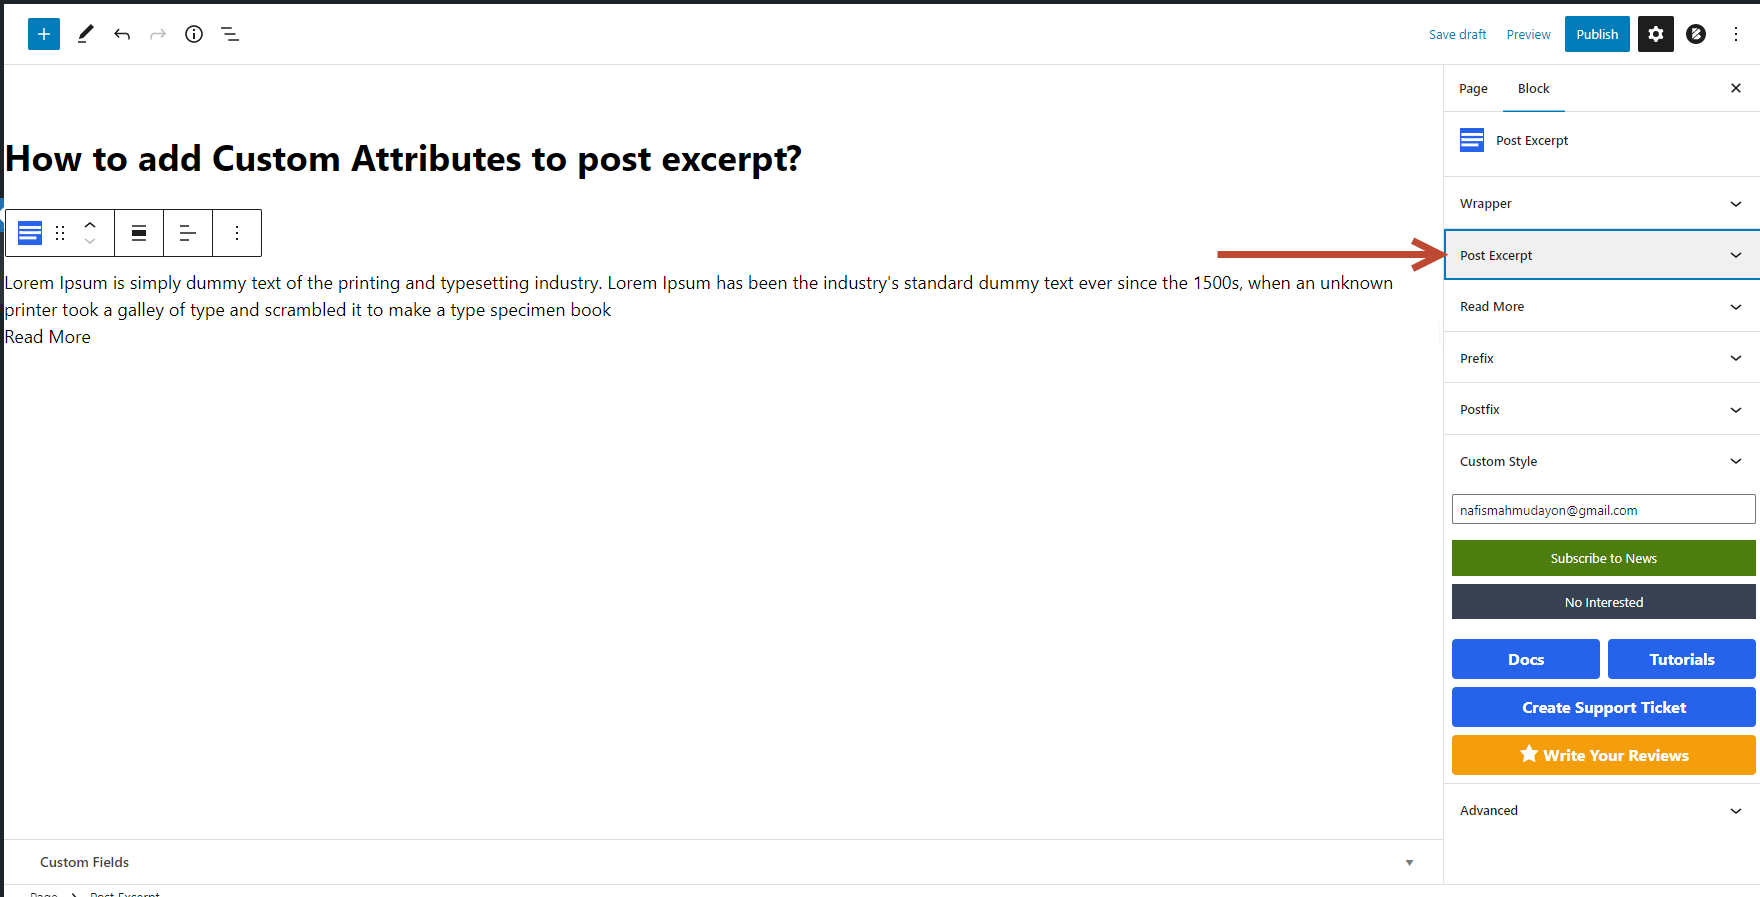 Save draft
Preview
Publish
Page
Block
Post Excerpt
How to add Custom Attributes to post excerpt?
Lorem Ipsum is simply dummy text of the printing and typesetting industry. Lorem Ipsum has been the industry's standard dummy text ever since the 1500s, when an unknown
printer took a galley of type and scrambled it to make a type specimen book
Read More
Wrapper
Post Excerpt
Read More
Prefix
Postfix
Custom Style
nafismahmudayon@gmail.com
Subscribe to News
No Interested
Docs
Tutorials
Create Support Ticket
Write Your Reviews
Advanced
Custom Fields
Page
Post Excerpt